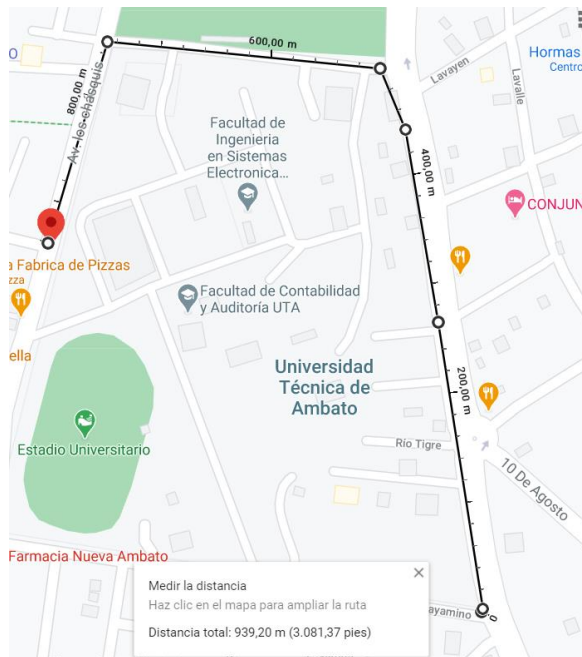 600,00 m
800,00 m
Av. los chasquis
Lavayen
Lavalle
Hormas
Centro
Facultad de
Ingenieria
en Sistemas
Electronica...
400,00 m
CONJUN
a Fabrica de Pizzas
zza
Facultad de Contabilidad
y Auditoría UTA
ella
Universidad
Técnica de
Ambato
200,00 m
Estadio Universitario
Río Tigre
10 De Agosto
Farmacia Nueva Ambato
Medir la distancia
Haz clic en el mapa para ampliar la ruta
Distancia total: 939,20 m (3.081,37 pies)
ayamino
0